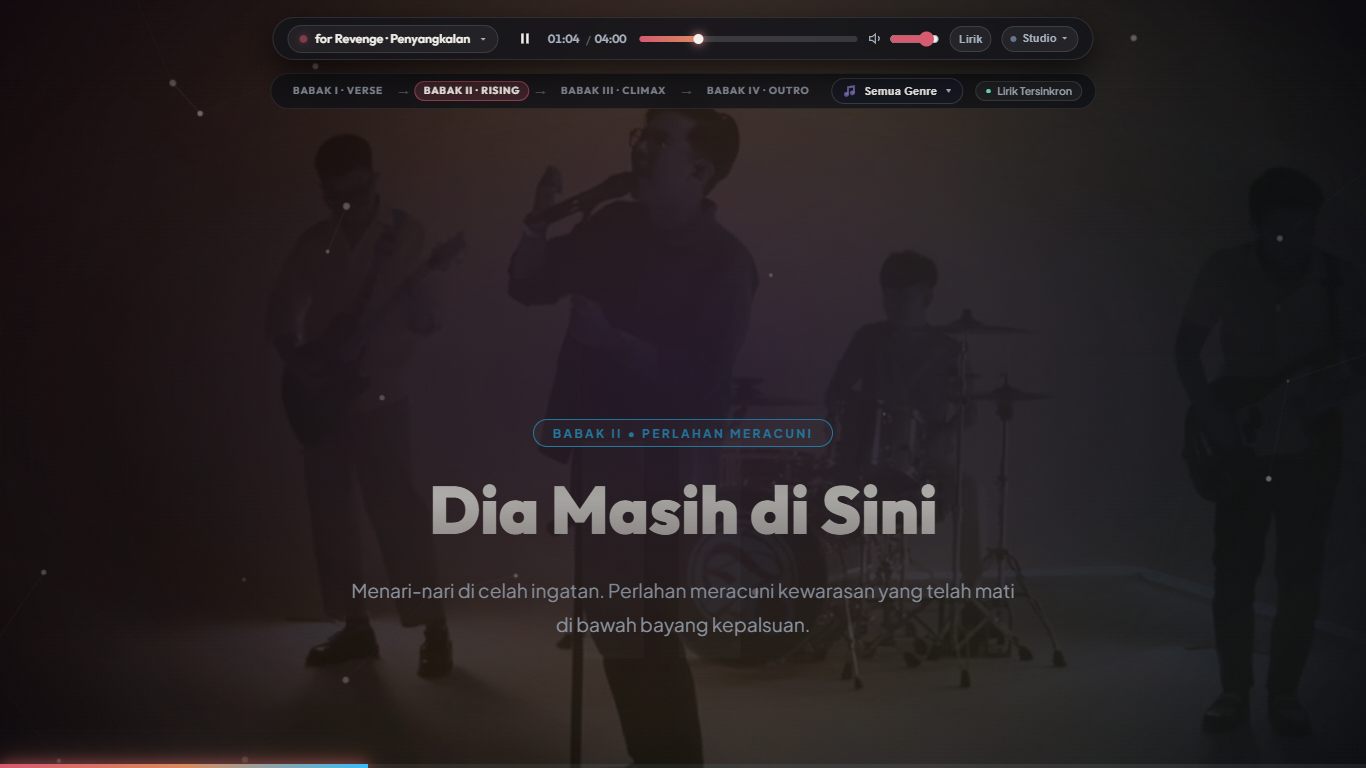 for Revenge · Penyangkalan
01:04 / 04:00
Lirik
Studio
BABAK I · VERSE → BABAK II · RISING → BABAK III · CLIMAX → BABAK IV · OUTRO
Semua Genre
Lirik Tersinkron
BABAK II • PERLAHAN MERACUNI
Dia Masih di Sini
Menari-nari di celah ingatan. Perlahan meracuni kewarasan yang telah mati
di bawah bayang kepalsuan.